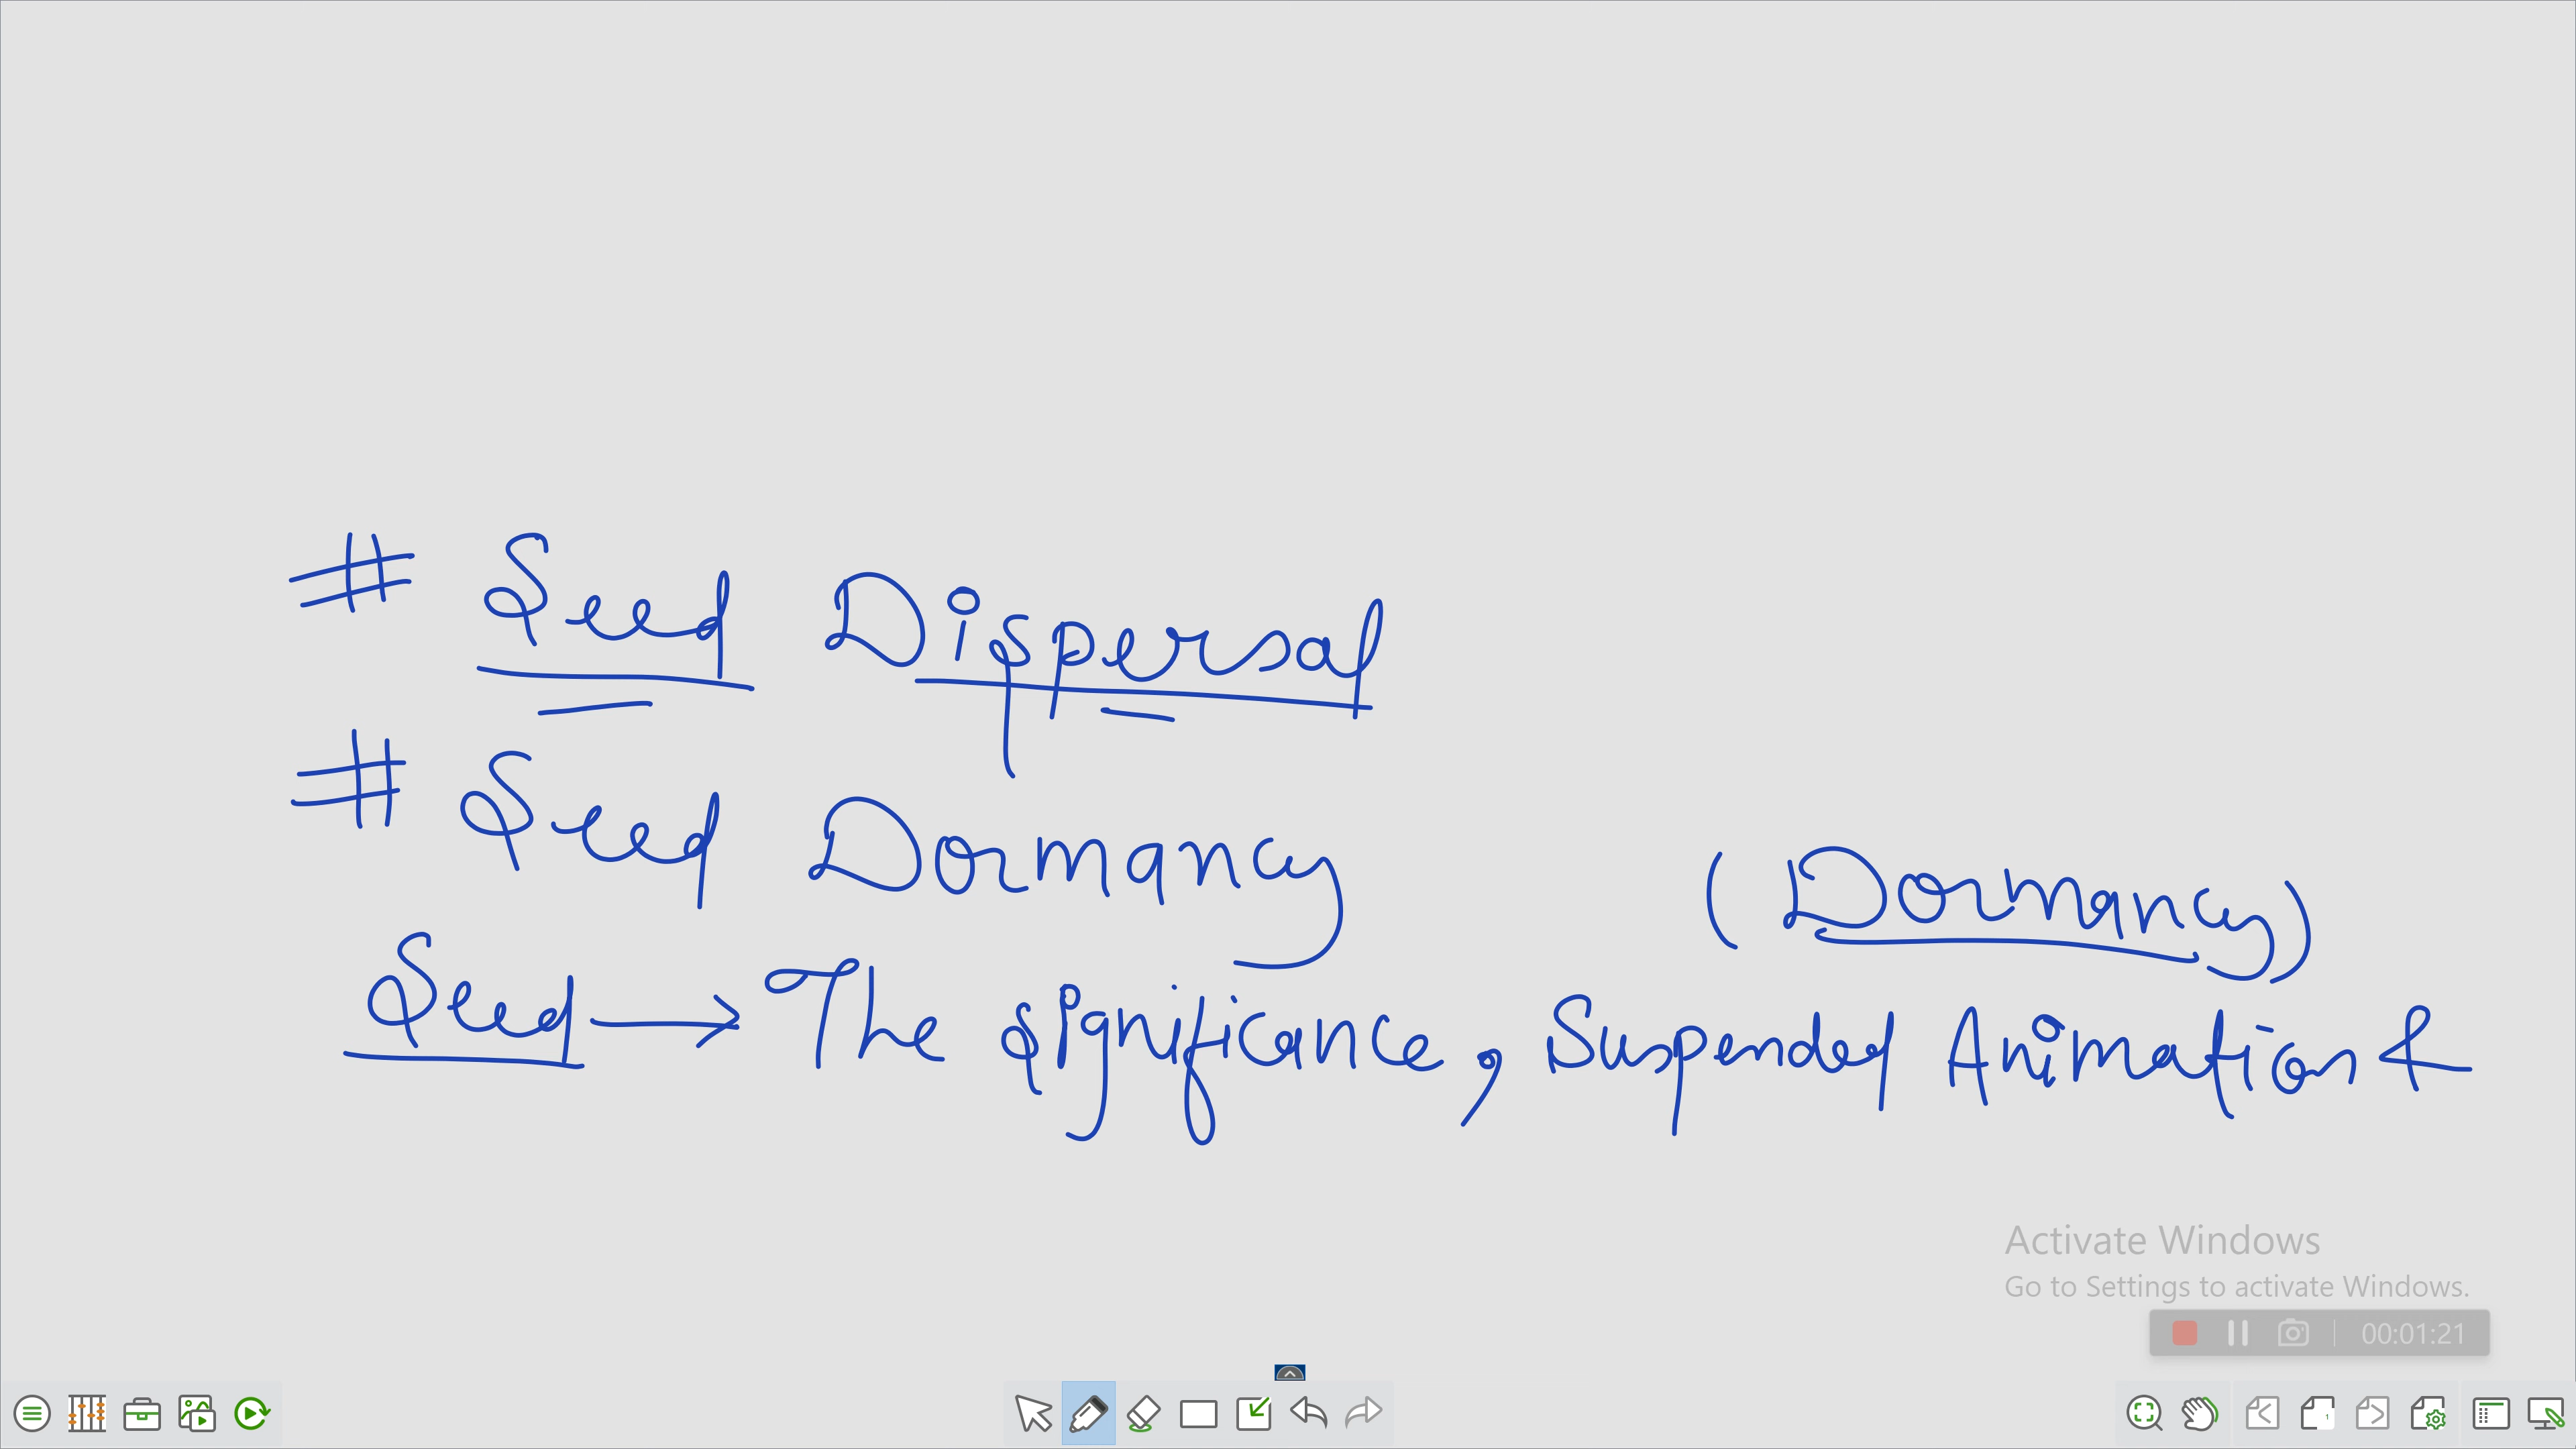 # Seed Dispersal
# Seed Dormancy
(Dormancy)
Seed → The significance, Suspended Animation &
Activate Windows
Go to Settings to activate Windows.
00:01:21
1